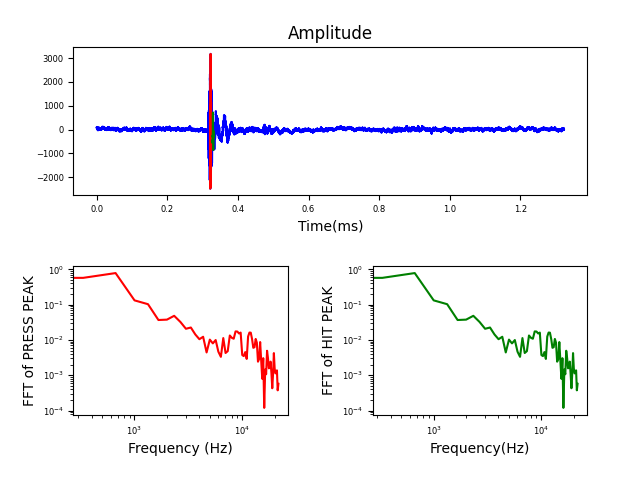 Amplitude
3000
2000
1000
0
−1000
−2000
0.0 0.2 0.4 0.6 0.8 1.0 1.2
Time(ms)
FFT of PRESS PEAK
10⁰
10⁻¹
10⁻²
10⁻³
10⁻⁴
10³ 10⁴
Frequency (Hz)
FFT of HIT PEAK
10⁰
10⁻¹
10⁻²
10⁻³
10⁻⁴
10³ 10⁴
Frequency(Hz)